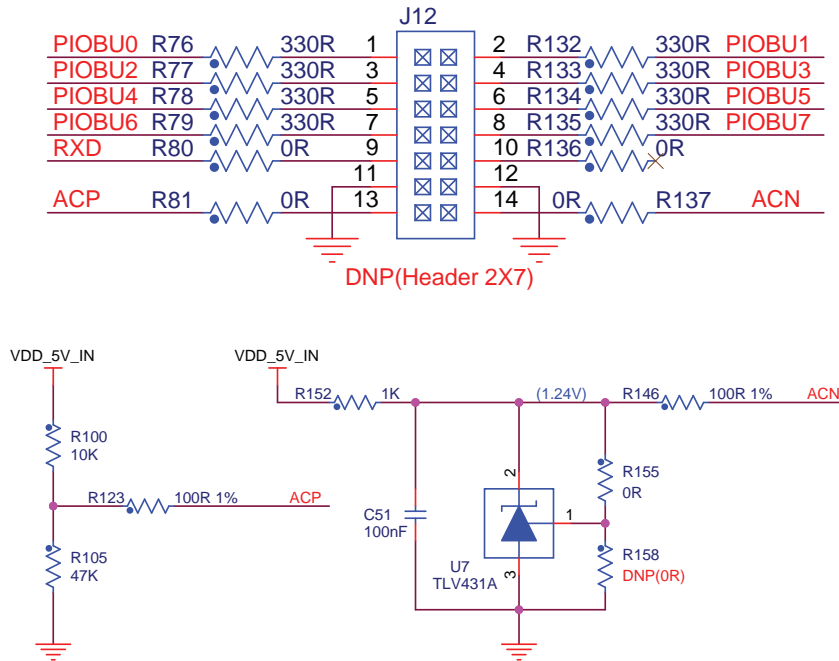 J12
PIOBU0 R76 330R 1 2 R132 330R PIOBU1
PIOBU2 R77 330R 3 4 R133 330R PIOBU3
PIOBU4 R78 330R 5 6 R134 330R PIOBU5
PIOBU6 R79 330R 7 8 R135 330R PIOBU7
RXD R80 0R 9 10 R136 0R
11 12
ACP R81 0R 13 14 0R R137 ACN
DNP(Header 2X7)
VDD_5V_IN VDD_5V_IN
R152 1K (1.24V) R146 100R 1% ACN
R100
10K
R123 100R 1% ACP
R105
47K
C51
100nF
2
1
3
U7
TLV431A
R155
0R
R158
DNP(0R)